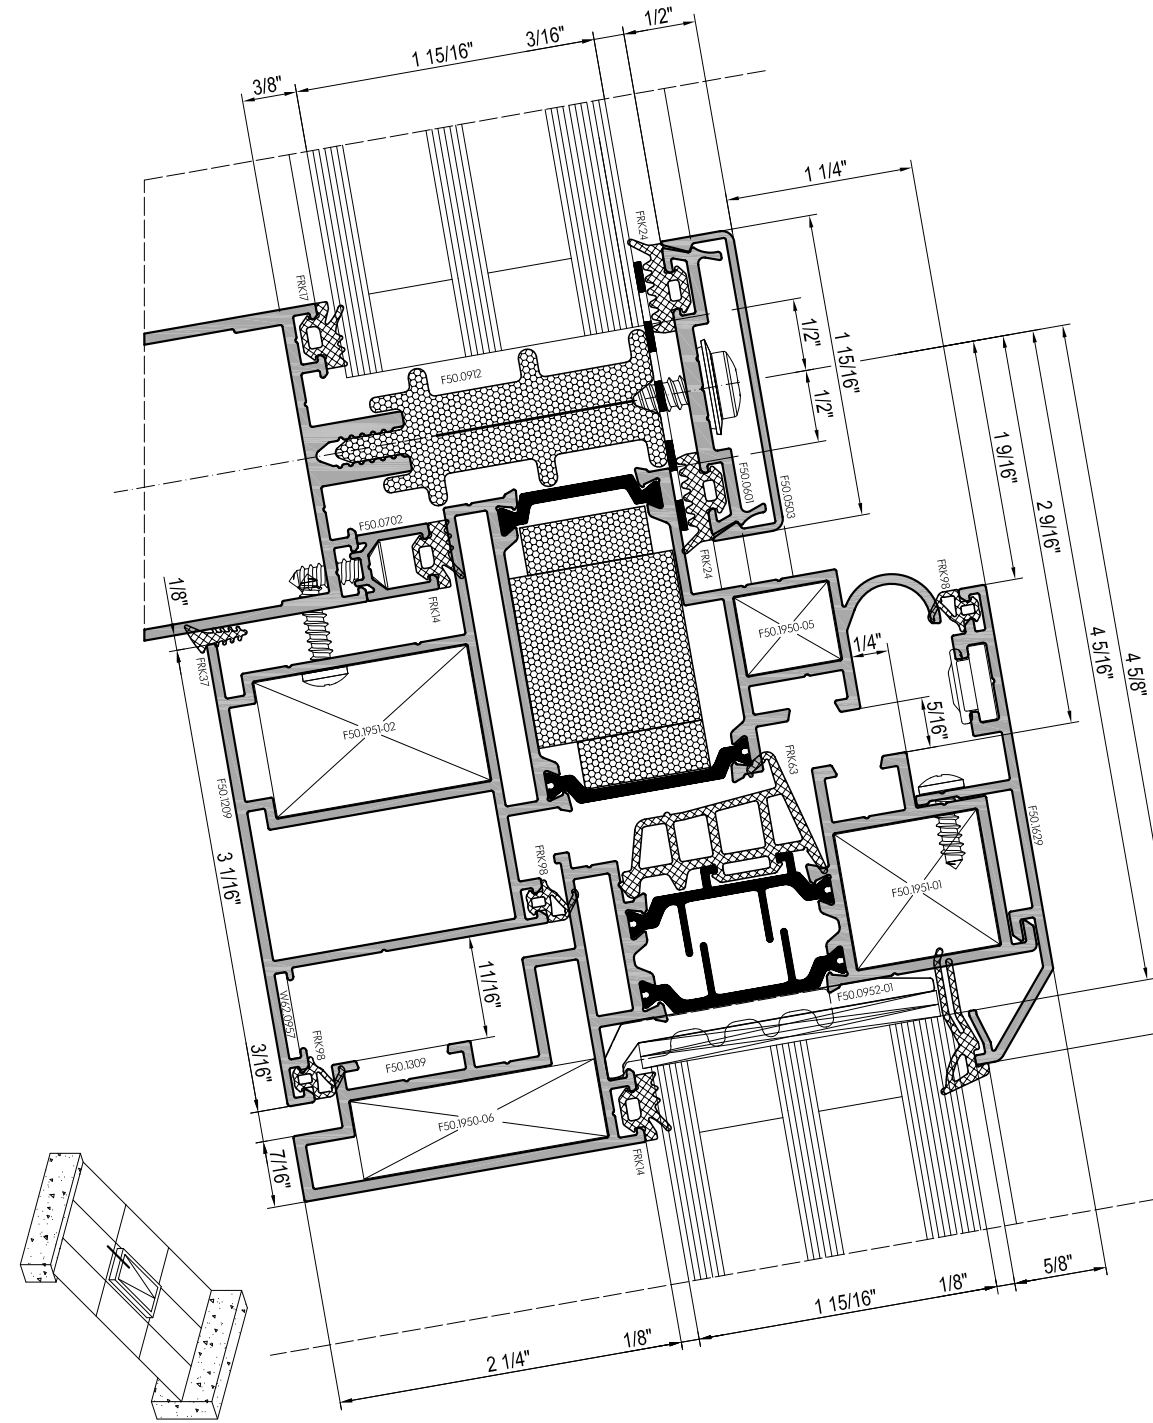 1/2"
3/16"
1 15/16"
3/8"
1 1/4"
FRK24
FRK17
1/2"
1 15/16"
F50.0912
1/2"
1 9/16"
F50.0601
F50.0503
2 9/16"
F50.0702
FRK24
FRK98
1/8"
FRK14
4 5/16"
4 5/8"
F50.1950-05
1/4"
FRK37
F50.1951-02
5/16"
FRK63
F50.1209
3 1/16"
F50.1629
FRK98
F50.1951-01
11/16"
W62.0957
F50.0952-01
FRK98
3/16"
F50.1309
F50.1950-06
FRK14
7/16"
5/8"
1/8"
1 15/16"
1/8"
2 1/4"